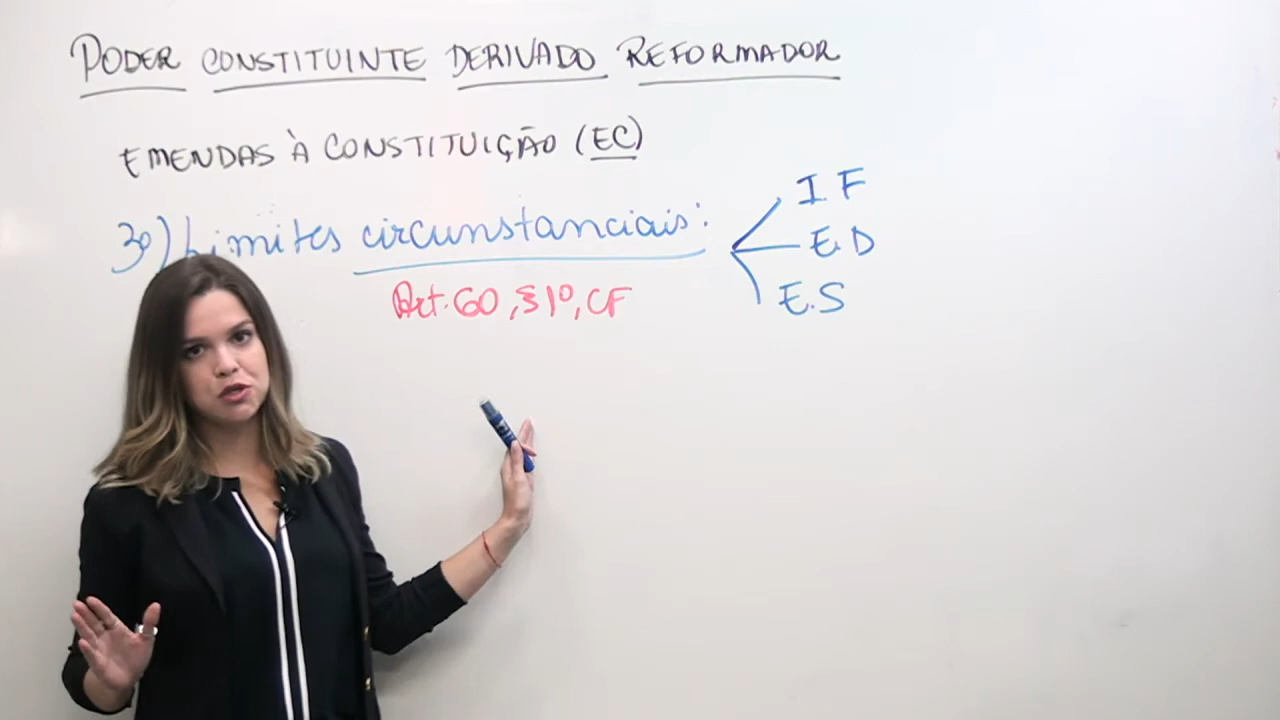 PODER CONSTITUINTE DERIVADO REFORMADOR
EMENDAS À CONSTITUIÇÃO (EC)
3º) Limites circunstanciais:
Art. 60, § 1º, CF
I F
E. D
E. S